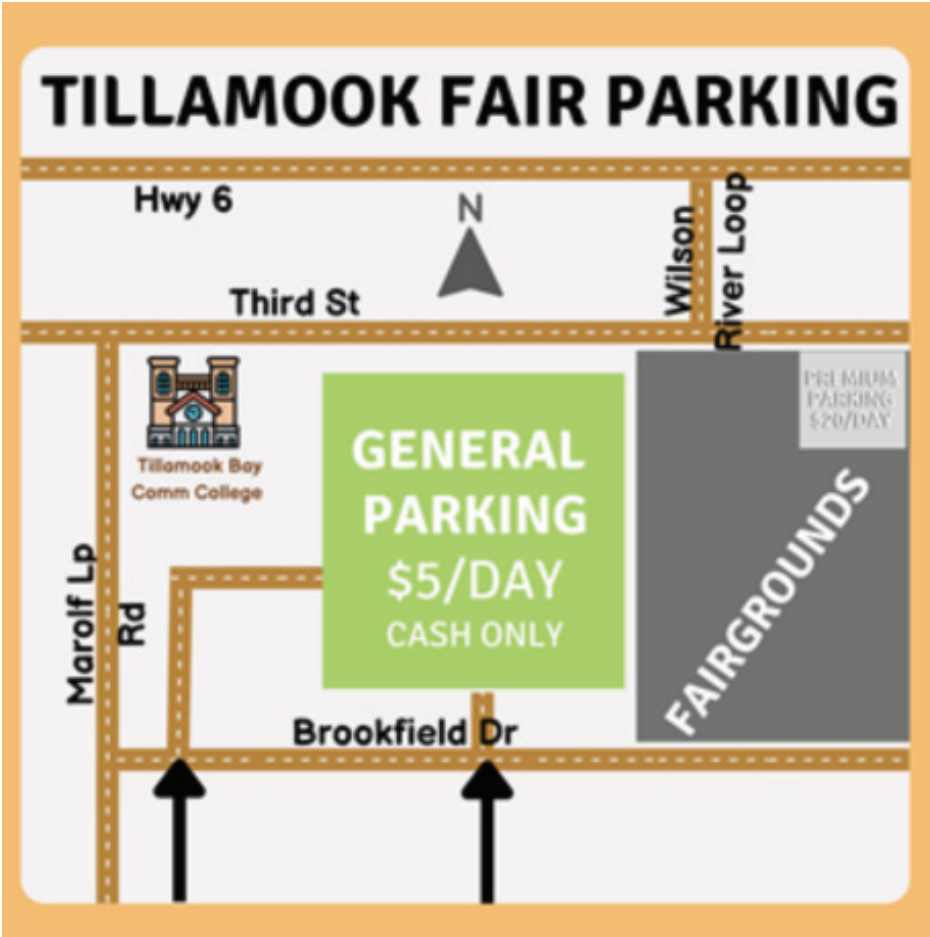 TILLAMOOK FAIR PARKING
Hwy 6
N
Wilson
River Loop
Third St
PREMIUM
PARKING
$20/DAY
Tillamook Bay
Comm College
GENERAL
PARKING
$5/DAY
CASH ONLY
FAIRGROUNDS
Marolf Lp
Rd
Brookfield Dr